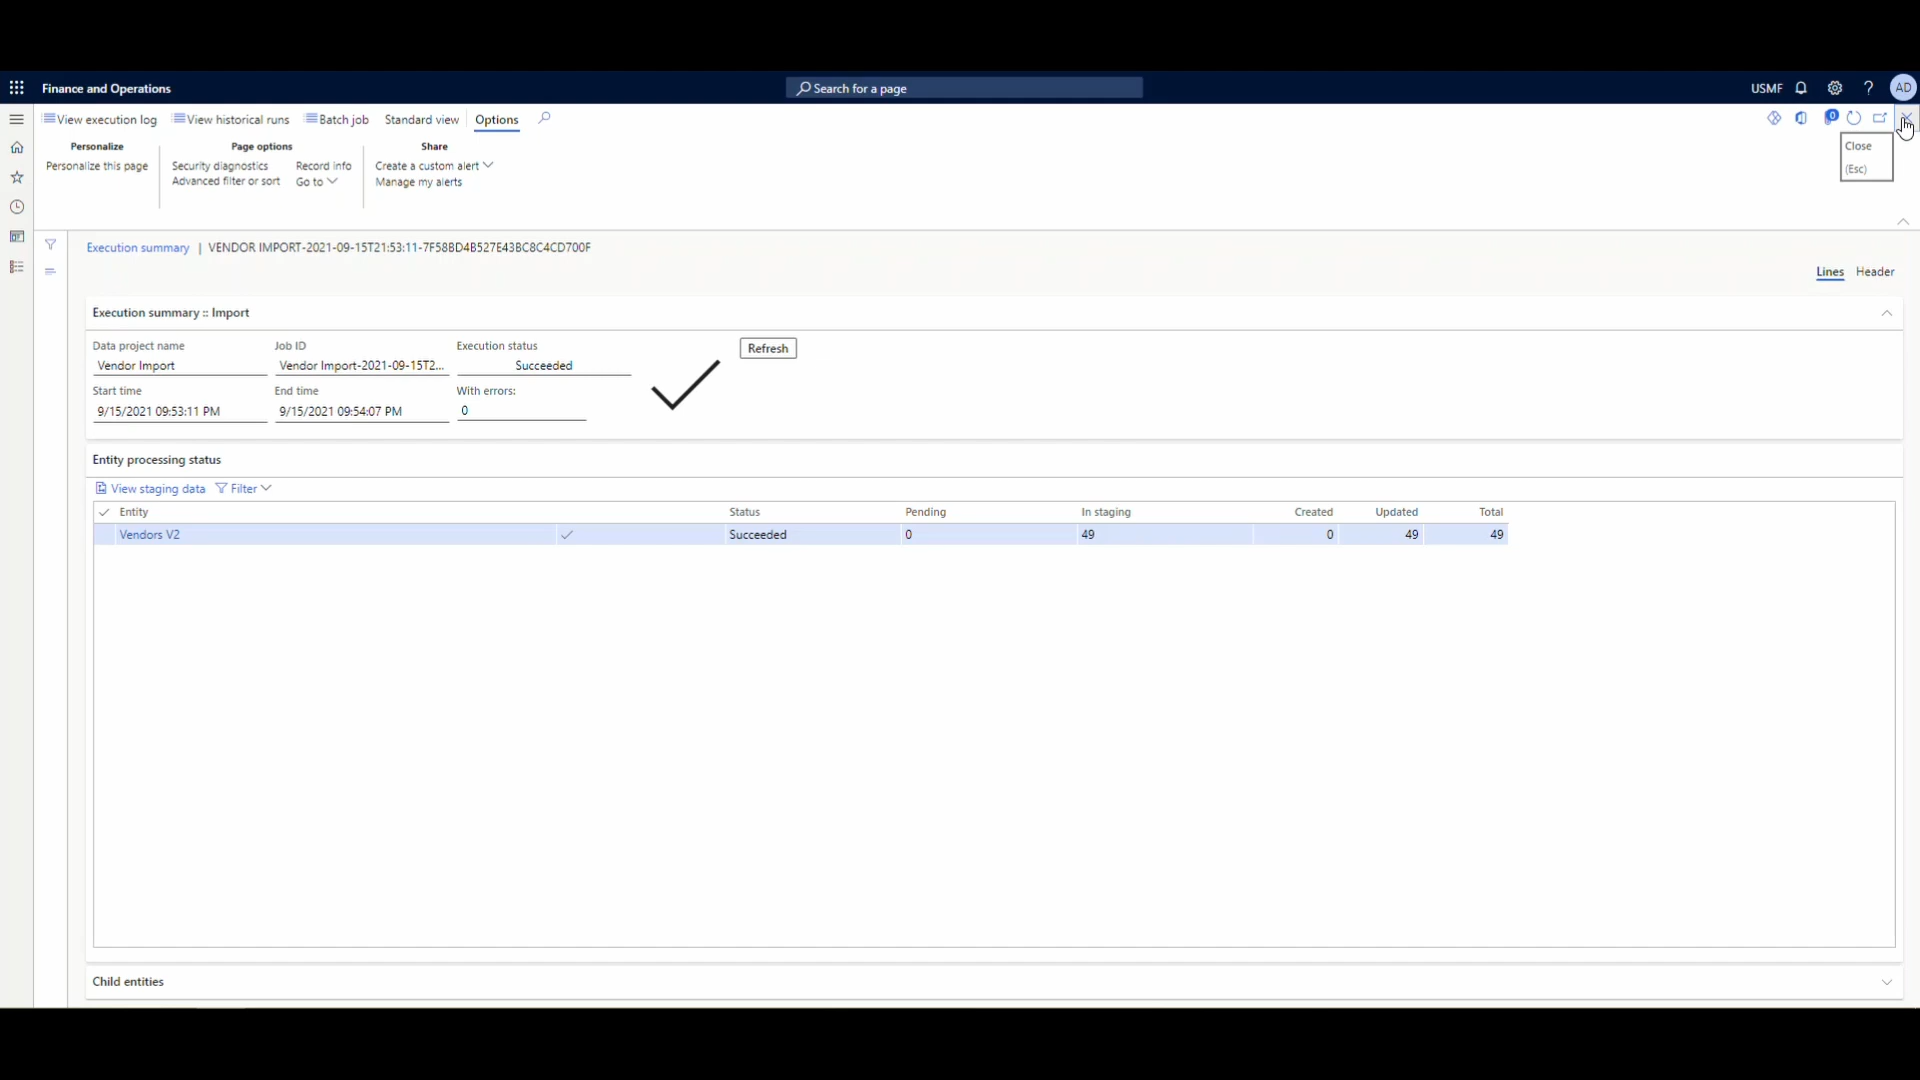 Finance and Operations Search for a page USMF AD
View execution log View historical runs Batch job Standard view Options 0
Personalize Page options Share Close
Personalize this page Security diagnostics Record info Create a custom alert (Esc)
Advanced filter or sort Go to Manage my alerts
Execution summary | VENDOR IMPORT-2021-09-15T21:53:11-7F58BD4B527E43BC8C4CD700F
Lines Header
Execution summary :: Import
Data project name Job ID Execution status Refresh
Vendor Import Vendor Import-2021-09-15T2... Succeeded
Start time End time With errors:
9/15/2021 09:53:11 PM 9/15/2021 09:54:07 PM 0
Entity processing status
View staging data Filter
Entity Status Pending In staging Created Updated Total
Vendors V2 Succeeded 0 49 0 49 49
Child entities